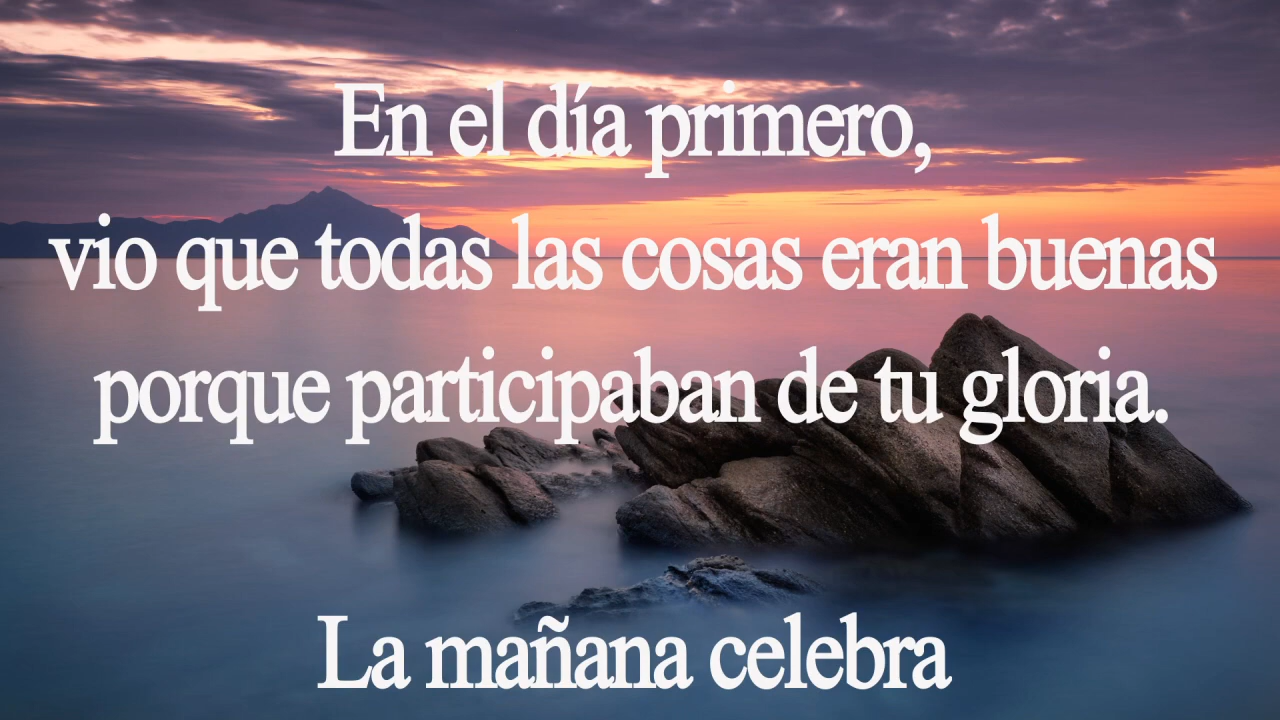 En el día primero,
vio que todas las cosas eran buenas
porque participaban de tu gloria.
La mañana celebra